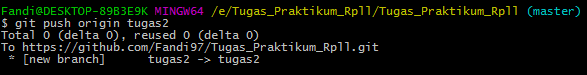 Fandi@DESKTOP-89B3E9K MINGW64 /e/Tugas_Praktikum_Rpll/Tugas_Praktikum_Rpll (master)
$ git push origin tugas2
Total 0 (delta 0), reused 0 (delta 0)
To https://github.com/Fandi97/Tugas_Praktikum_Rpll.git
 * [new branch]      tugas2 -> tugas2